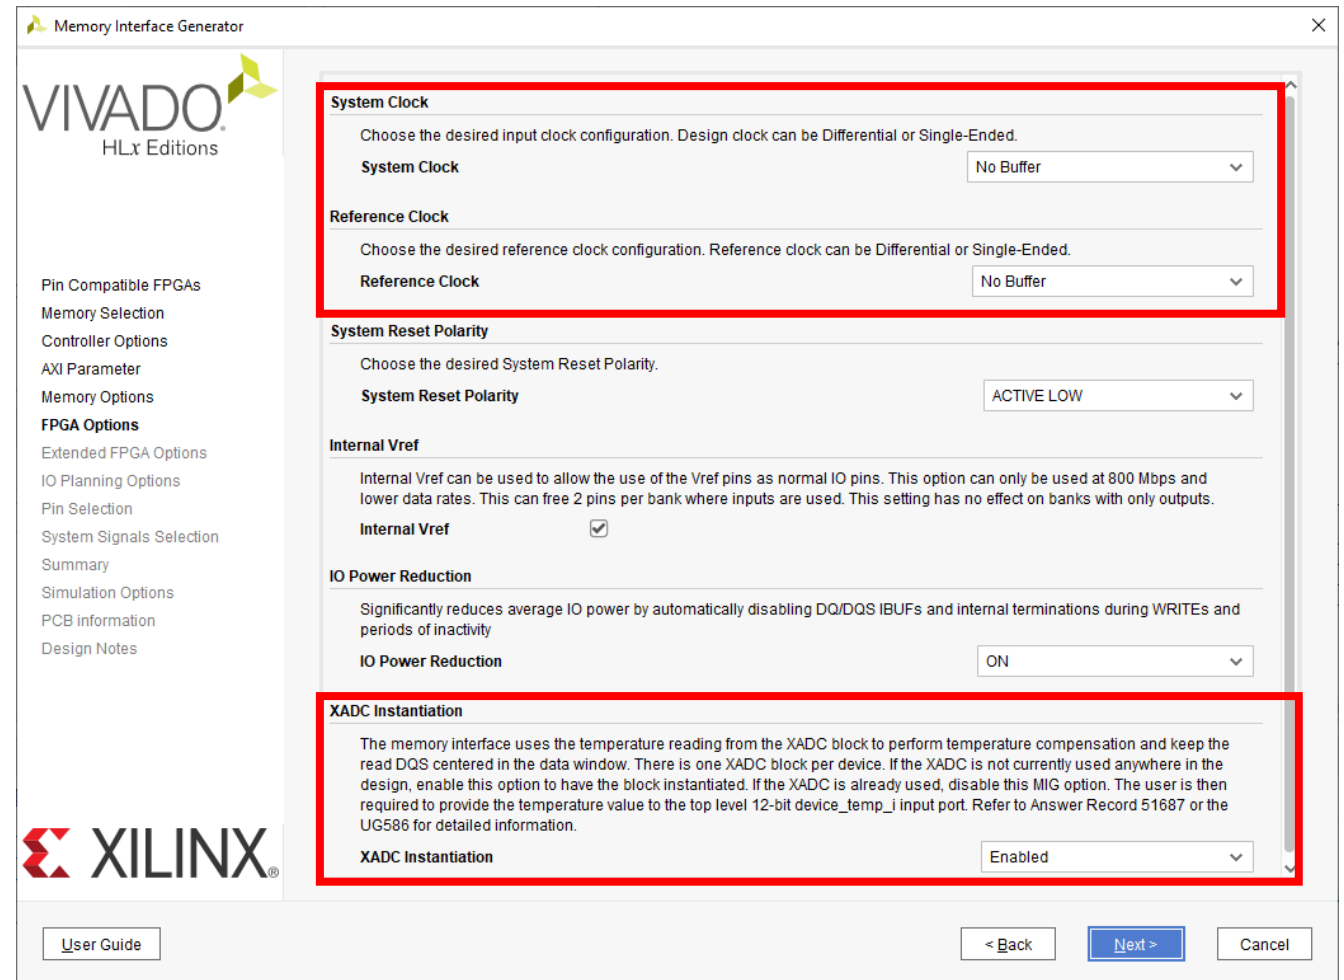 Memory Interface Generator
VIVADO.
HLx Editions
Pin Compatible FPGAs
Memory Selection
Controller Options
AXI Parameter
Memory Options
FPGA Options
Extended FPGA Options
IO Planning Options
Pin Selection
System Signals Selection
Summary
Simulation Options
PCB information
Design Notes
XILINX®
System Clock
Choose the desired input clock configuration. Design clock can be Differential or Single-Ended.
System Clock No Buffer
Reference Clock
Choose the desired reference clock configuration. Reference clock can be Differential or Single-Ended.
Reference Clock No Buffer
System Reset Polarity
Choose the desired System Reset Polarity.
System Reset Polarity ACTIVE LOW
Internal Vref
Internal Vref can be used to allow the use of the Vref pins as normal IO pins. This option can only be used at 800 Mbps and
lower data rates. This can free 2 pins per bank where inputs are used. This setting has no effect on banks with only outputs.
Internal Vref
IO Power Reduction
Significantly reduces average IO power by automatically disabling DQ/DQS IBUFs and internal terminations during WRITEs and
periods of inactivity
IO Power Reduction ON
XADC Instantiation
The memory interface uses the temperature reading from the XADC block to perform temperature compensation and keep the
read DQS centered in the data window. There is one XADC block per device. If the XADC is not currently used anywhere in the
design, enable this option to have the block instantiated. If the XADC is already used, disable this MIG option. The user is then
required to provide the temperature value to the top level 12-bit device_temp_i input port. Refer to Answer Record 51687 or the
UG586 for detailed information.
XADC Instantiation Enabled
User Guide < Back Next > Cancel